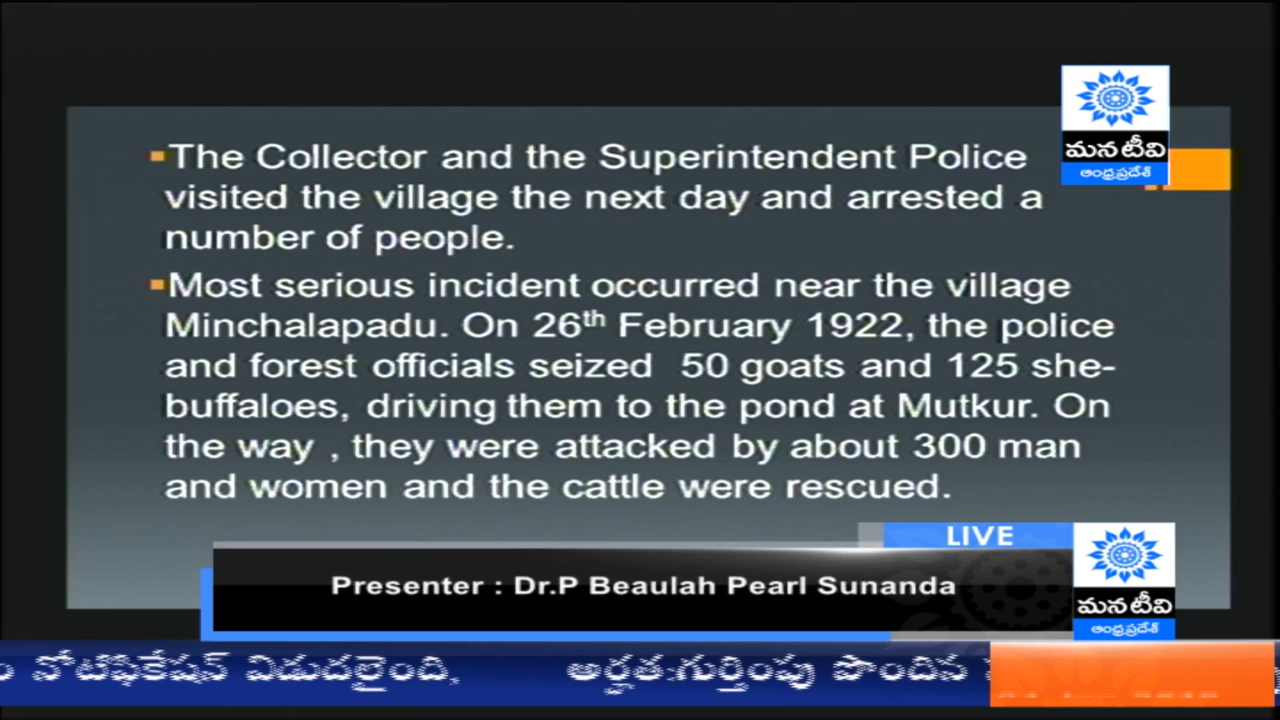 మన టీవి
ఆంధ్రప్రదేశ్
The Collector and the Superintendent Police
visited the village the next day and arrested a
number of people.
Most serious incident occurred near the village
Minchalapadu. On 26th February 1922, the police
and forest officials seized 50 goats and 125 she-
buffaloes, driving them to the pond at Mutkur. On
the way , they were attacked by about 300 man
and women and the cattle were rescued.
LIVE
Presenter : Dr.P Beaulah Pearl Sunanda
మన టీవి
ఆంధ్రప్రదేశ్
నోటిఫికేషన్ విడుదలైంది. అర్హత:గుర్తింపు పొందిన